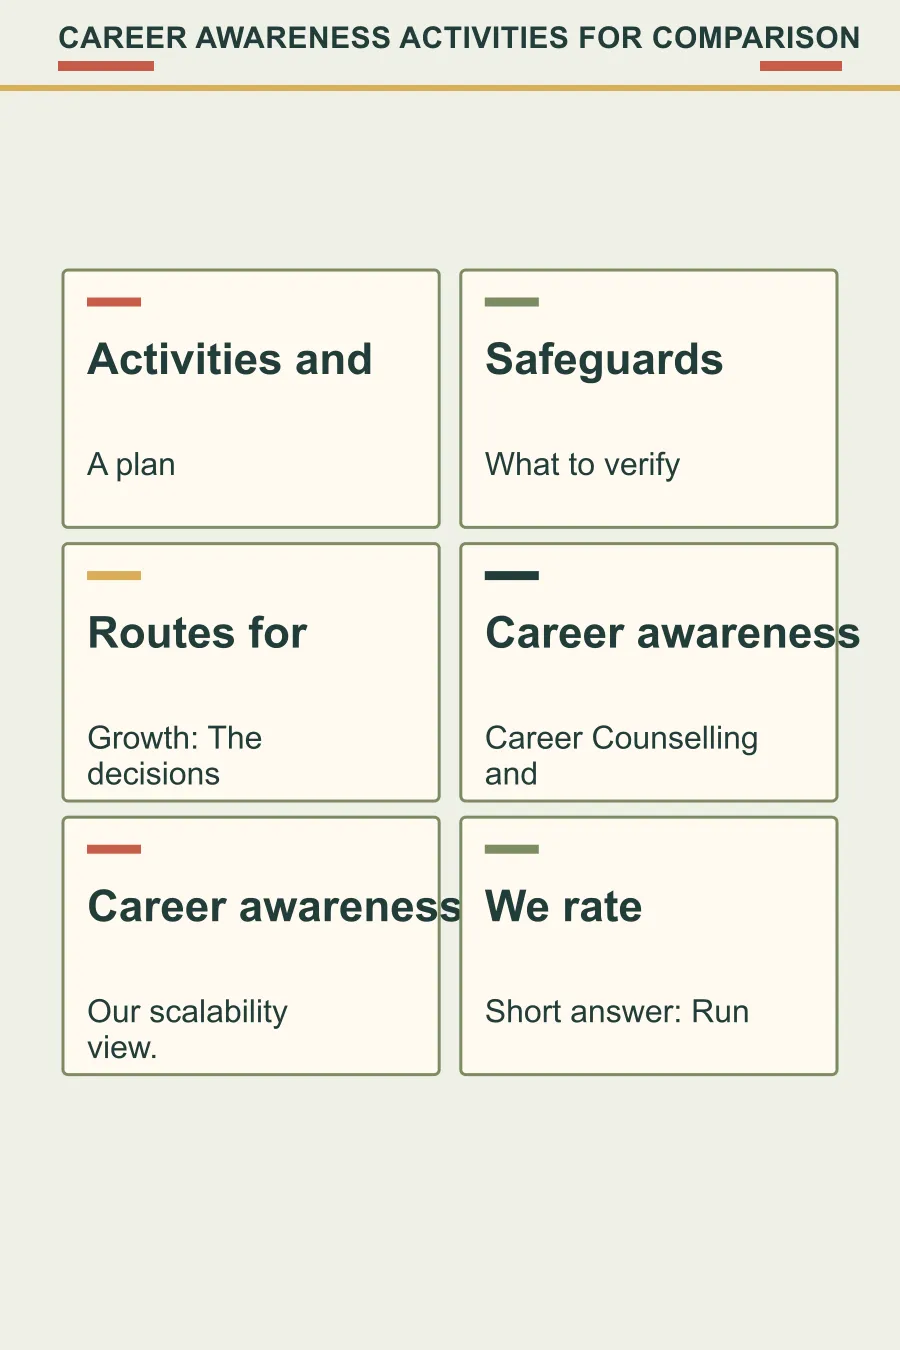 CAREER AWARENESS ACTIVITIES FOR COMPARISON
Activities and
A plan
Safeguards
What to verify
Routes for
Growth: The
decisions
Career awareness
Career Counselling
and
Career awareness
Our scalability
view.
We rate
Short answer: Run